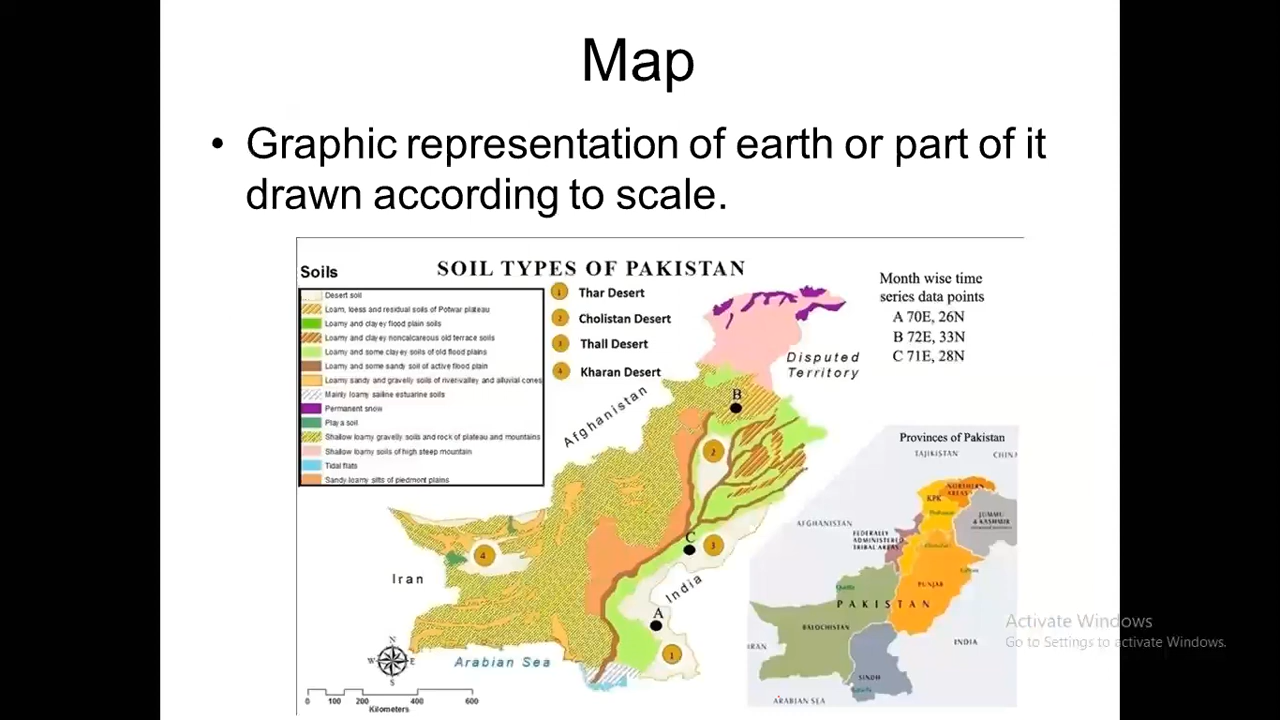 Map
• Graphic representation of earth or part of it
drawn according to scale.
SOIL TYPES OF PAKISTAN
Soils
Desert soil
Loam, loess and residual soils of Potwar plateau
Loamy and clayey flood plain soils
Loamy and clayey noncalcareous old terrace soils
Loamy and some clayey soils of old flood plains
Loamy and some sandy soil of active flood plain
Loamy sandy and gravelly soils of rivervalley and alluvial cones
Mainly loamy saline estuarine soils
Permanent snow
Playa soil
Shallow loamy gravelly soils and rock of plateau and mountains
Shallow loamy soils of high steep mountain
Tidal flats
Sandy loamy silts of piedmont plains
1 Thar Desert
2 Cholistan Desert
3 Thall Desert
4 Kharan Desert
Month wise time
series data points
A 70E, 26N
B 72E, 33N
C 71E, 28N
Disputed
Territory
Afghanistan
B
2
C
3
4
Iran
India
A
1
Arabian Sea
N
W E
S
0 100 200 400 600
Kilometers
Provinces of Pakistan
TAJIKISTAN
CHIN
NORTHERN
AREAS
KPK
Peshawar
JAMMU
& KASHMIR
AFGHANISTAN
FEDERALLY
ADMINISTERED
TRIBAL AREAS
Islamabad
Lahore
Quetta
PUNJAB
PAKISTAN
BALOCHISTAN
INDIA
IRAN
SINDH
Karachi
ARABIAN SEA
Activate Windows
Go to Settings to activate Windows.